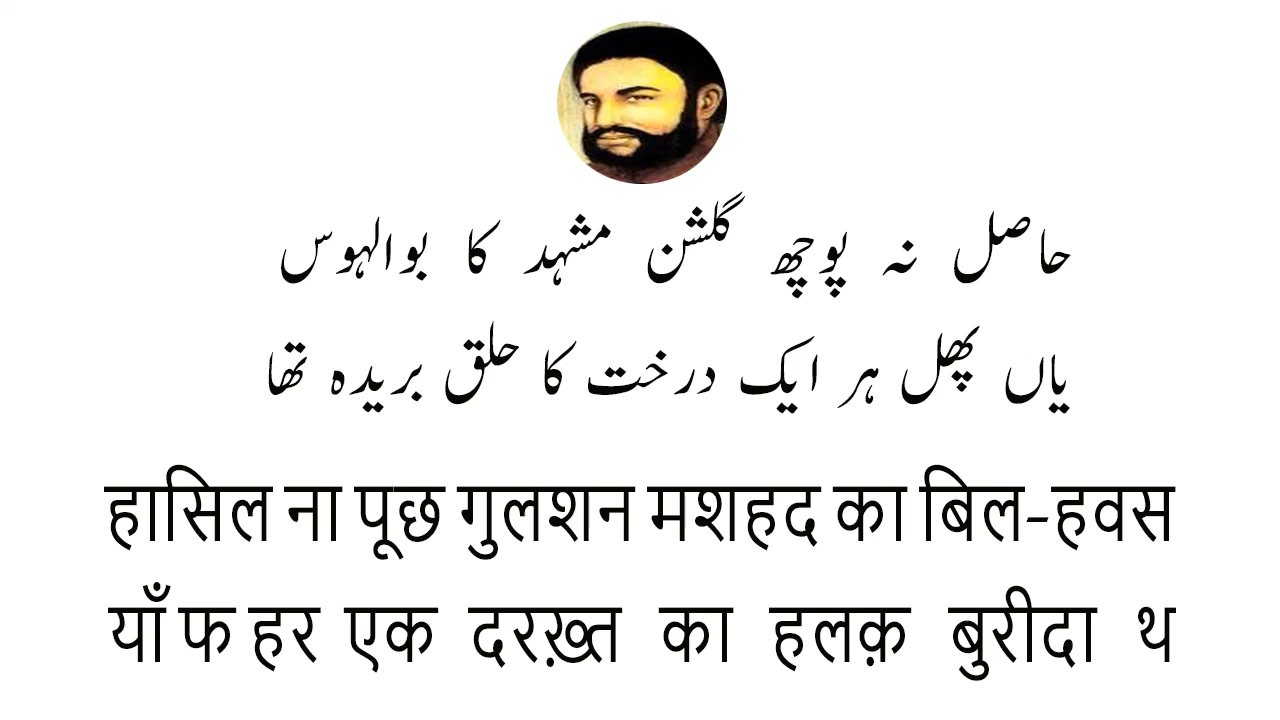 حاصل نہ پوچھ گلشن مشہد کا بوالہوس
یاں پھل ہر ایک درخت کا حلق بریدہ تھا
हासिल ना पूछ गुलशन मशहद का बिल-हवस
याँ फ हर एक दरख़्त का हलक़ बुरीदा थ